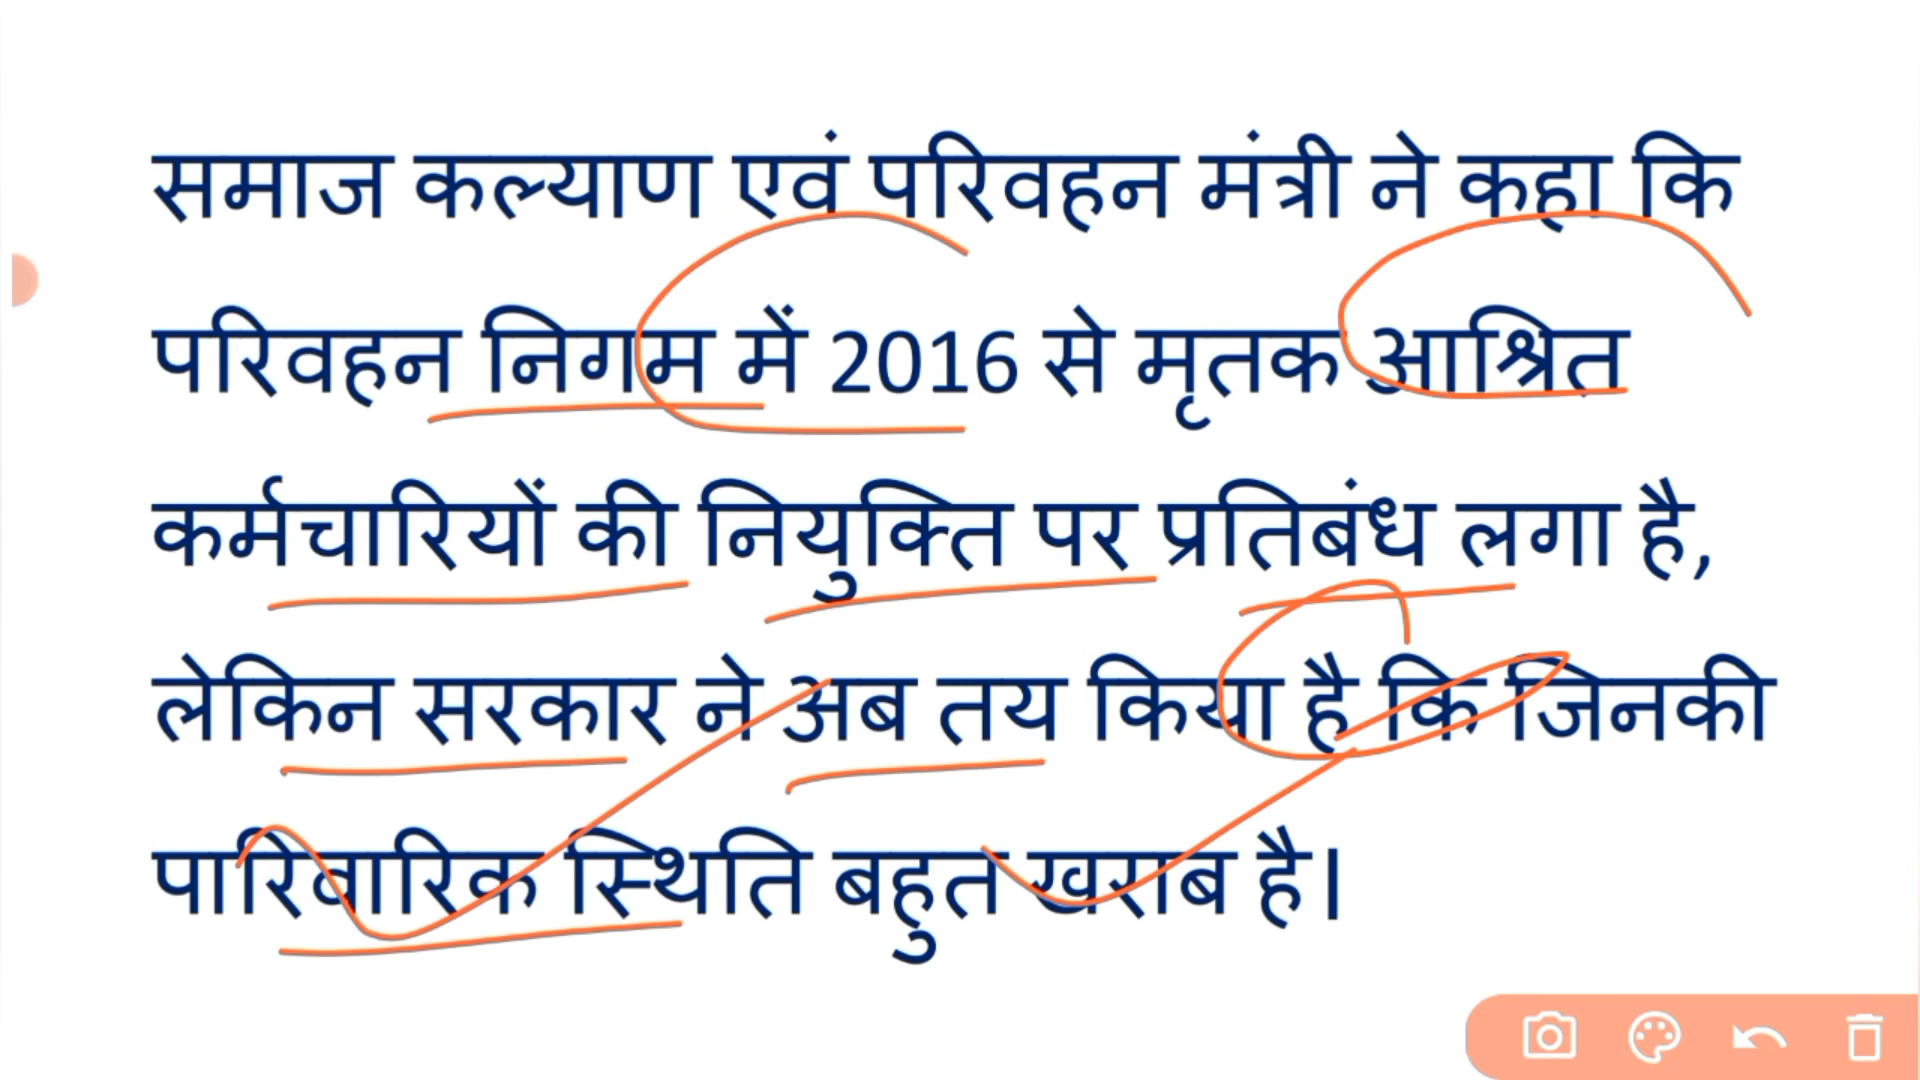 समाज कल्याण एवं परिवहन मंत्री ने कहा कि
परिवहन निगम में 2016 से मृतक आश्रित
कर्मचारियों की नियुक्ति पर प्रतिबंध लगा है,
लेकिन सरकार ने अब तय किया है कि जिनकी
पारिवारिक स्थिति बहुत खराब है।